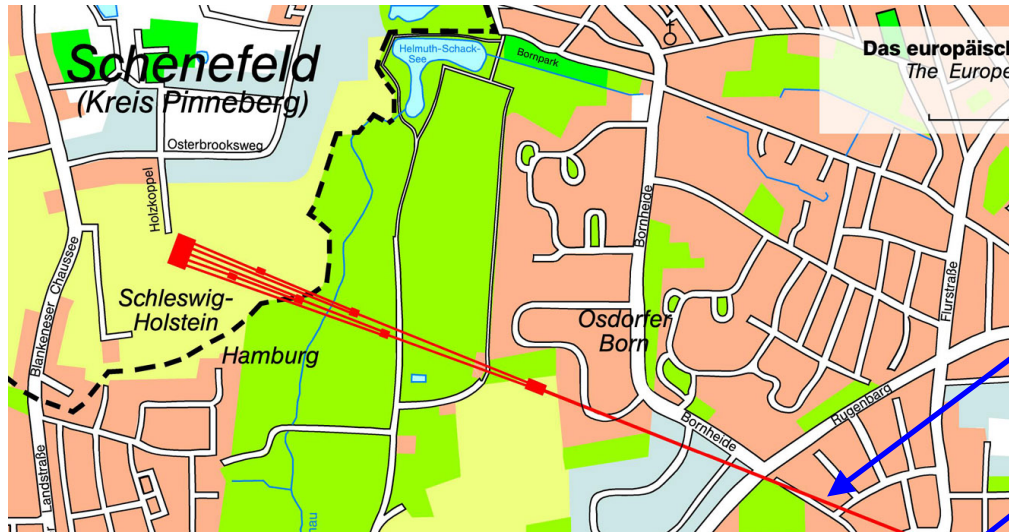 Schenefeld
(Kreis Pinneberg)
Helmuth-Schack-
See
Bornpark
Das europäisch
The Europe
Osterbrooksweg
Holzkoppel
Bornheide
Blankeneser Chaussee
Schleswig-
Holstein
Hamburg
Osdorfer
Born
Flurstraße
Rugenbarg
Bornheide
Landstraße